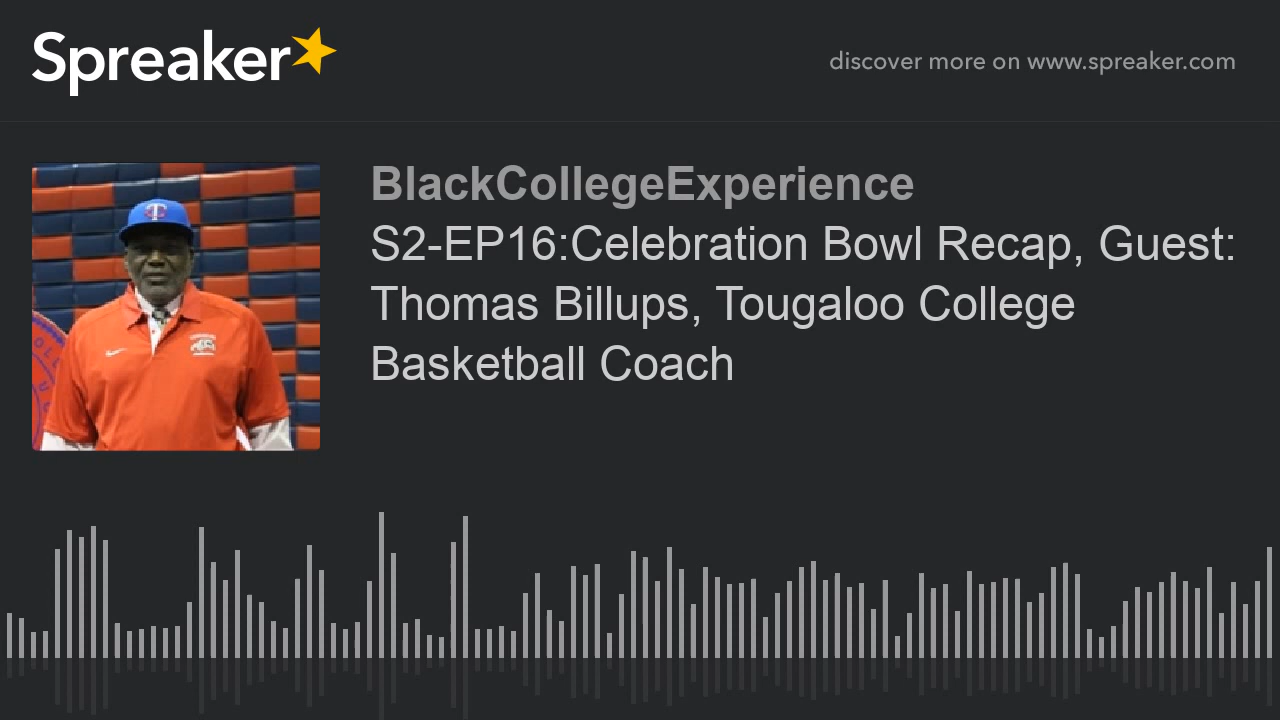 Spreaker
discover more on www.spreaker.com
BlackCollegeExperience
S2-EP16:Celebration Bowl Recap, Guest:
Thomas Billups, Tougaloo College
Basketball Coach